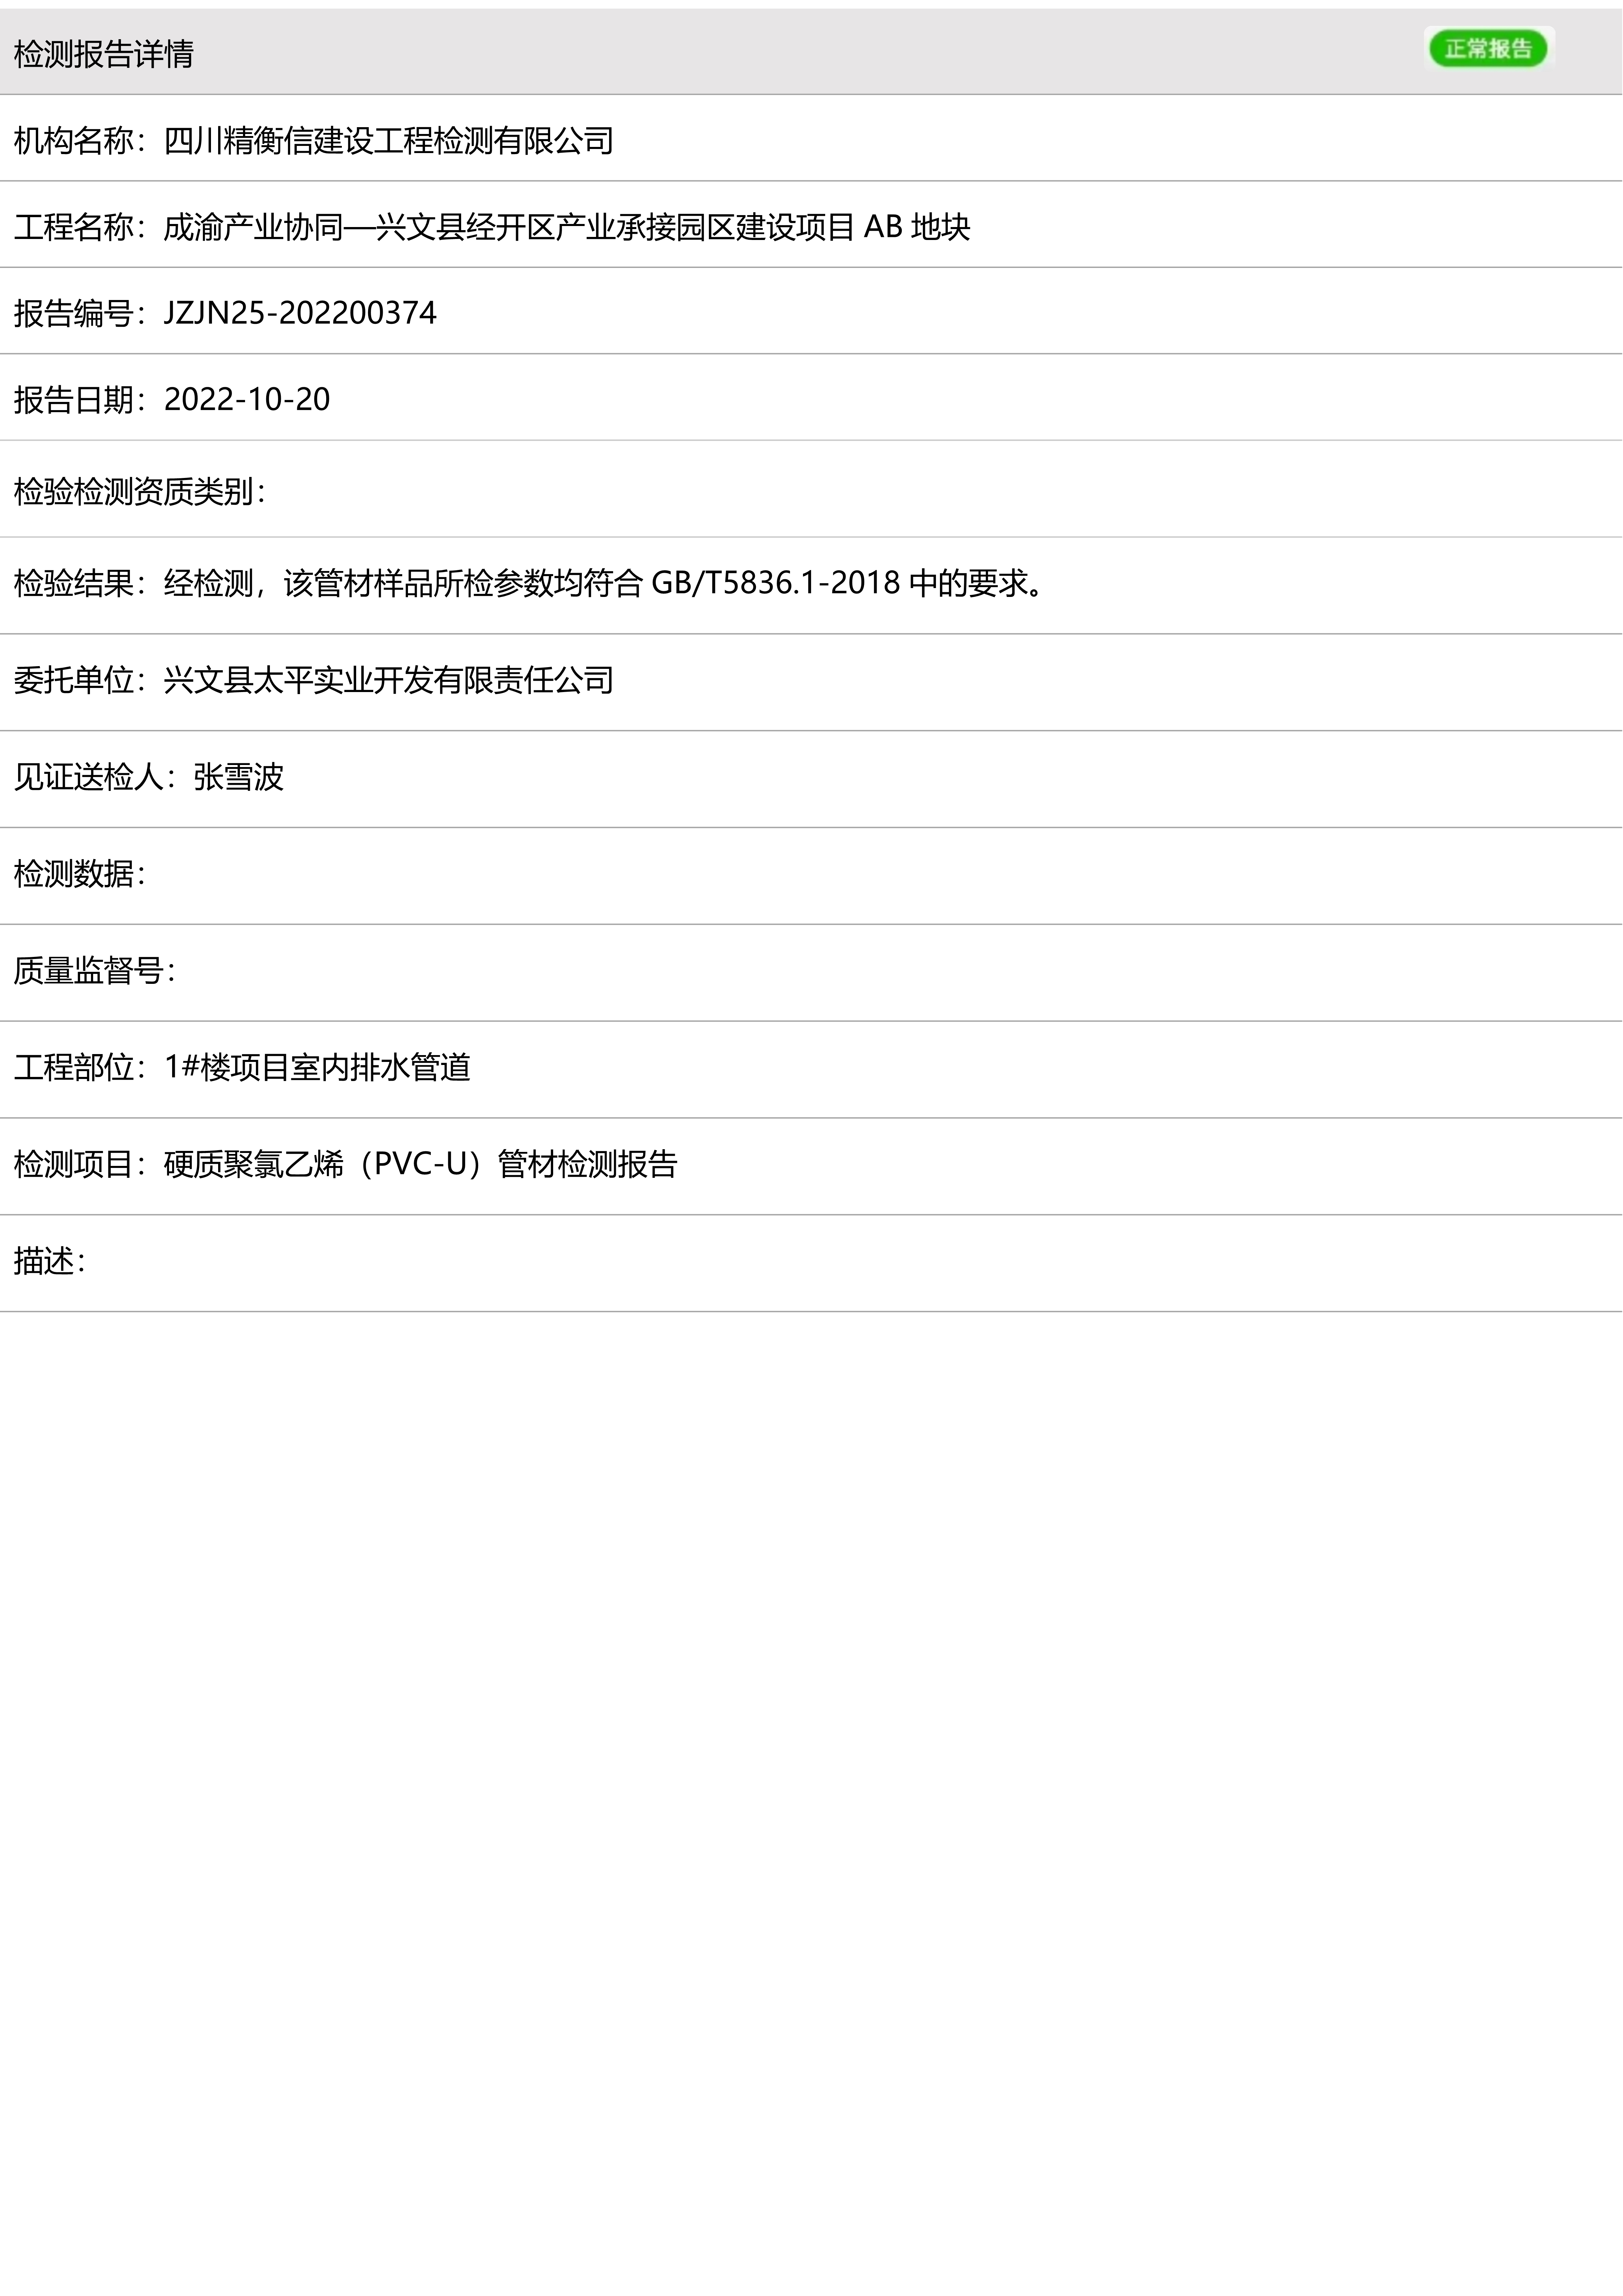 检测报告详情 正常报告
机构名称：四川精衡信建设工程检测有限公司
工程名称：成渝产业协同—兴文县经开区产业承接园区建设项目 AB 地块
报告编号：JZJN25-202200374
报告日期：2022-10-20
检验检测资质类别：
检验结果：经检测，该管材样品所检参数均符合 GB/T5836.1-2018 中的要求。
委托单位：兴文县太平实业开发有限责任公司
见证送检人：张雪波
检测数据：
质量监督号：
工程部位：1#楼项目室内排水管道
检测项目：硬质聚氯乙烯（PVC-U）管材检测报告
描述：